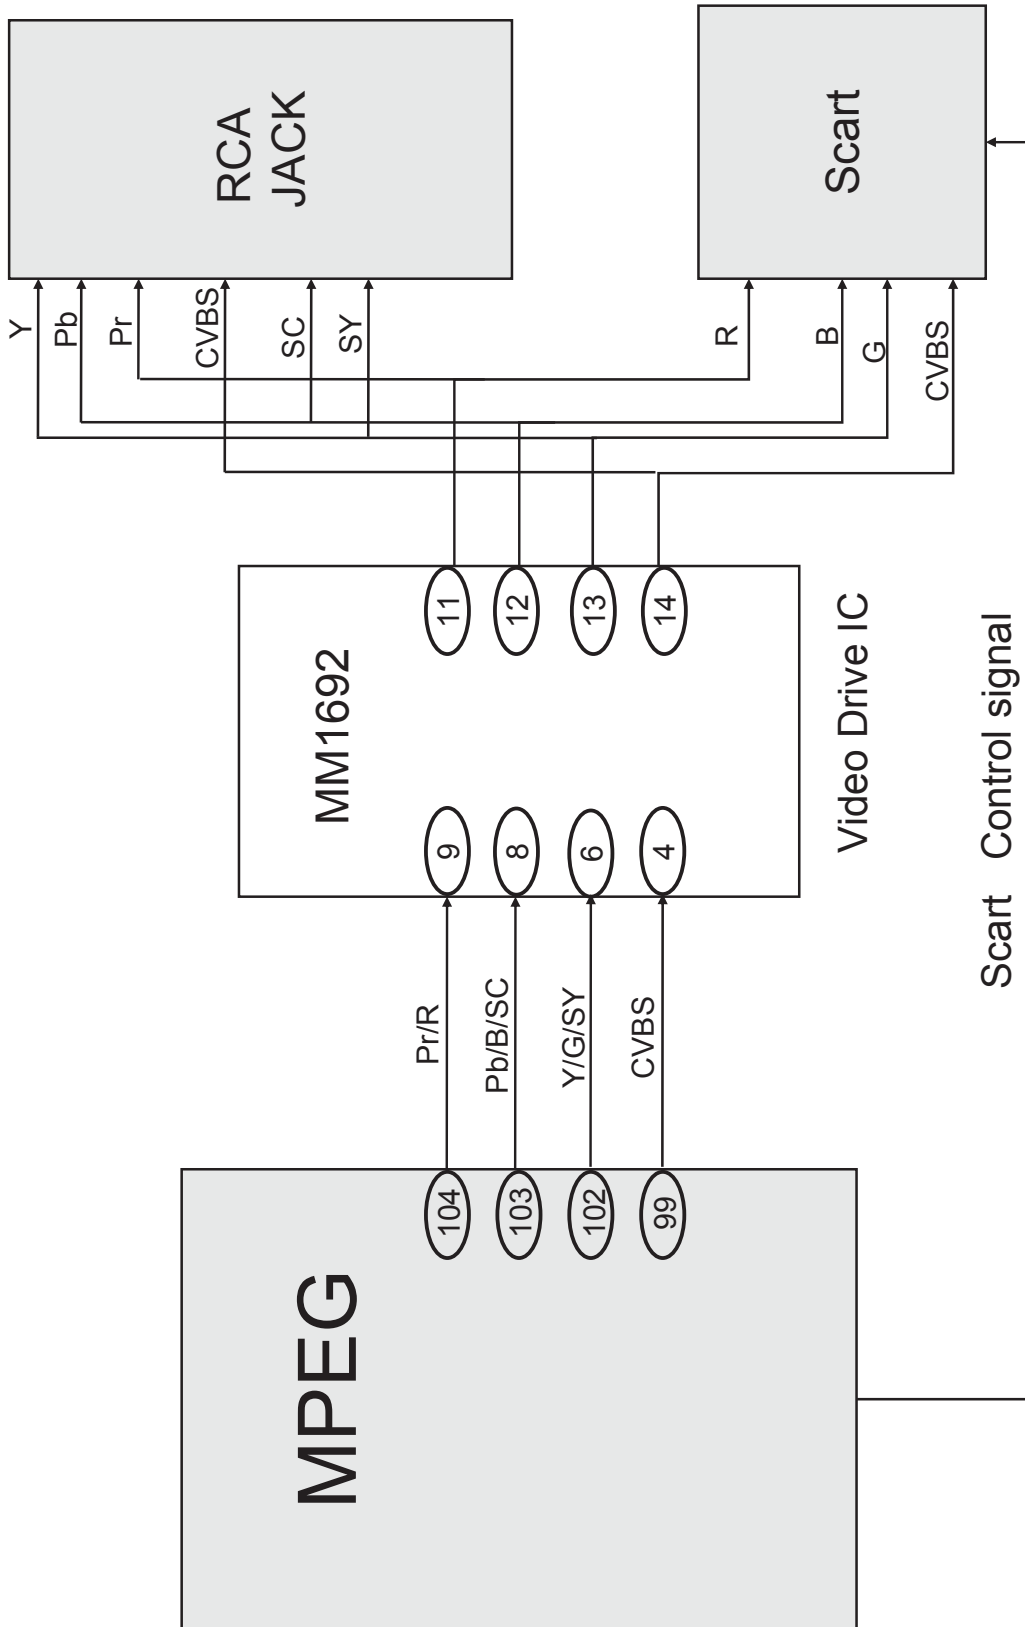 MPEG
104
103
102
99
Pr/R
Pb/B/SC
Y/G/SY
CVBS
MM1692
9
8
6
4
11
12
13
14
Video Drive IC
Scart Control signal
Y
Pb
Pr
CVBS
SC
SY
R
B
G
CVBS
RCA
JACK
Scart